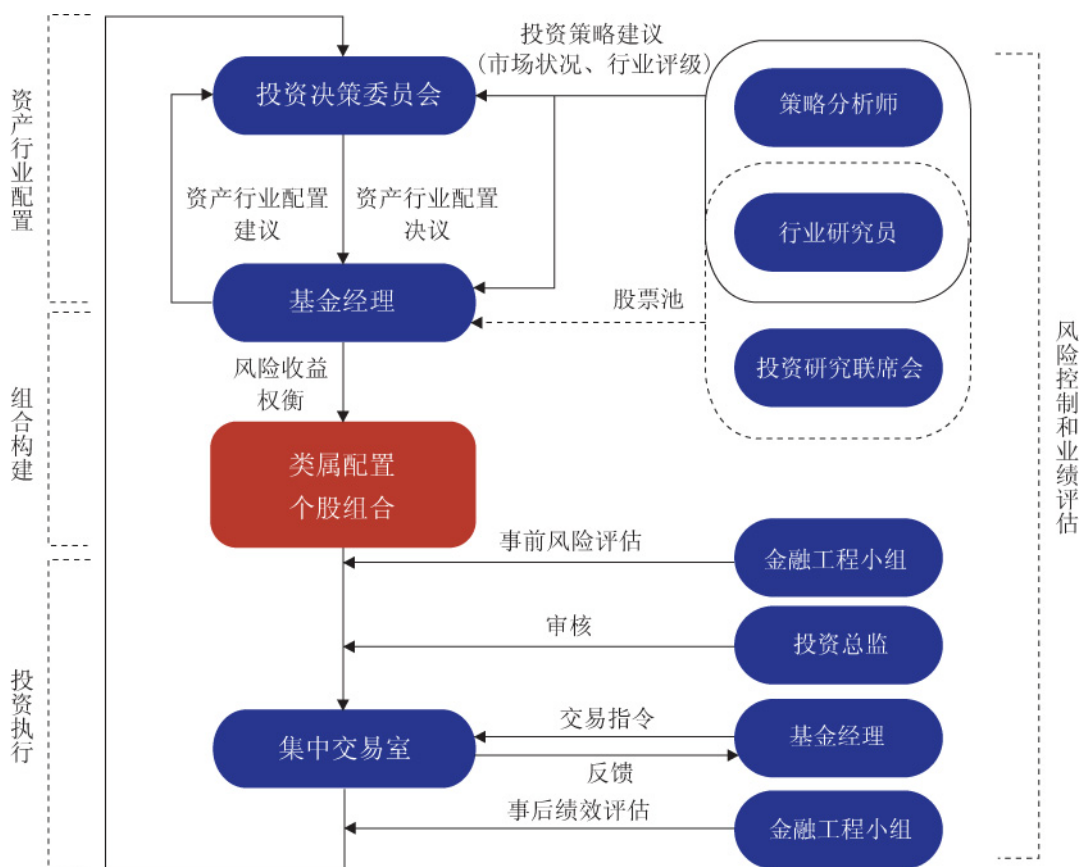 投资策略建议
(市场状况、行业评级)
投资决策委员会
策略分析师
资产行业配置
资产行业配置
建议
资产行业配置
决议
行业研究员
基金经理
股票池
风险收益
权衡
投资研究联席会
组合构建
风险控制和业绩评估
类属配置
个股组合
事前风险评估
金融工程小组
审核
投资总监
投资执行
集中交易室
交易指令
反馈
基金经理
事后绩效评估
金融工程小组